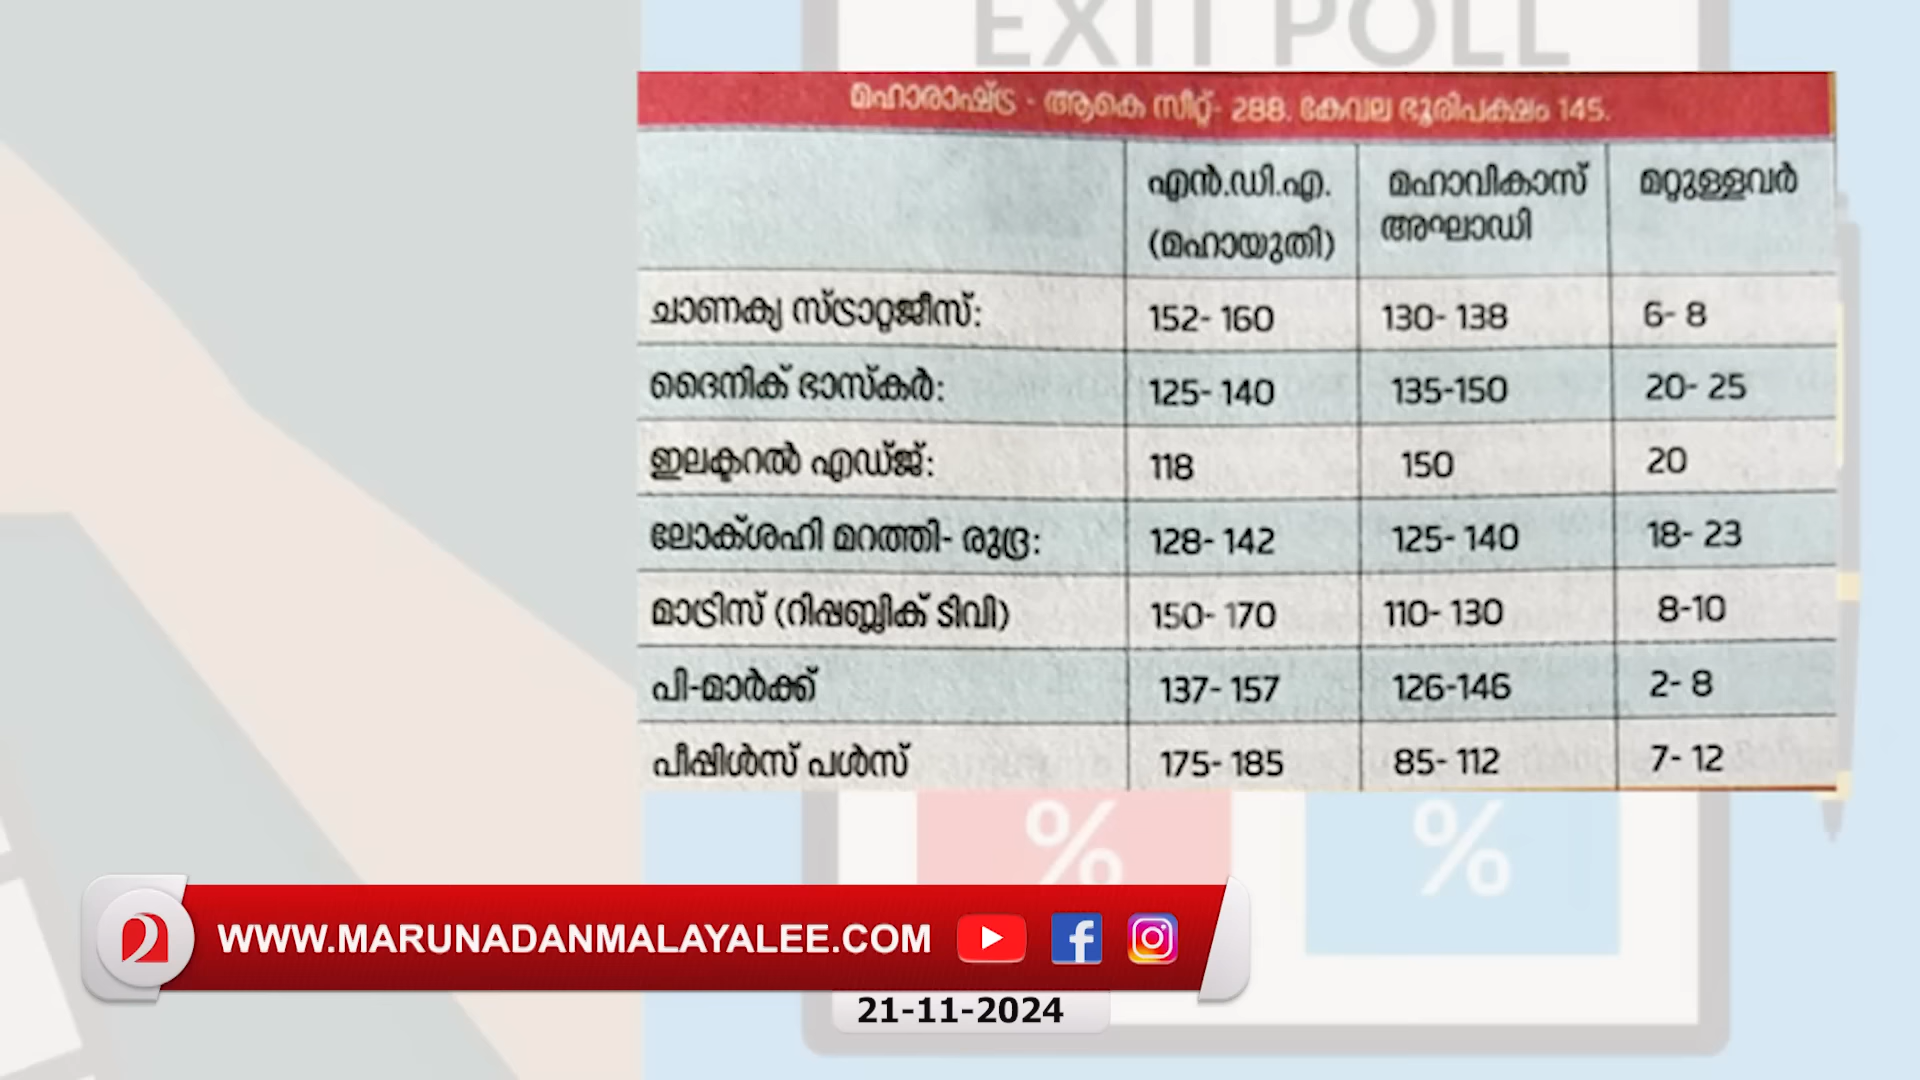 EXIT POLL
മഹാരാഷ്ട്ര - ആകെ സീറ്റ്- 288. കേവല ഭൂരിപക്ഷം 145.
എൻ.ഡി.എ. (മഹായുതി) മഹാവികാസ് അഘാഡി മറ്റുള്ളവർ
ചാണക്യ സ്ട്രാറ്റജീസ്: 152- 160 130- 138 6- 8
ദൈനിക് ഭാസ്കർ: 125- 140 135-150 20- 25
ഇലക്ടറൽ എഡ്ജ്: 118 150 20
ലോക്ശഹി മറത്തി- രുദ്ര: 128- 142 125- 140 18- 23
മാട്രിസ് (റിപ്പബ്ലിക് ടിവി) 150- 170 110- 130 8-10
പി-മാർക്ക് 137- 157 126-146 2- 8
പീപ്പിൾസ് പൾസ് 175- 185 85- 112 7- 12
% %
WWW.MARUNADANMALAYALEE.COM
21-11-2024